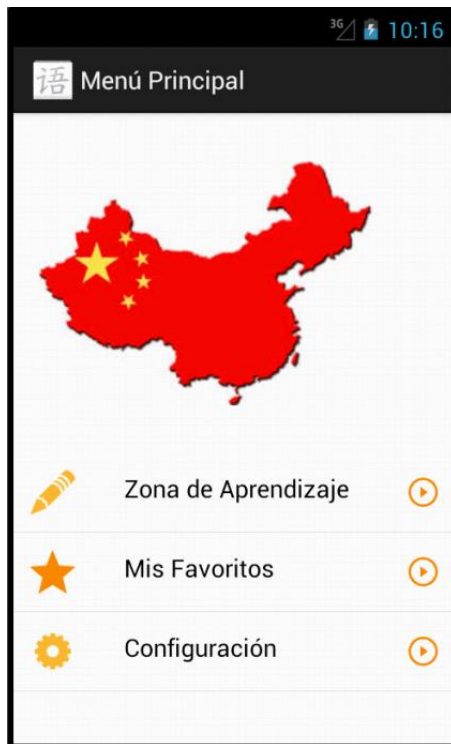 3G 10:16
语 Menú Principal
Zona de Aprendizaje
Mis Favoritos
Configuración